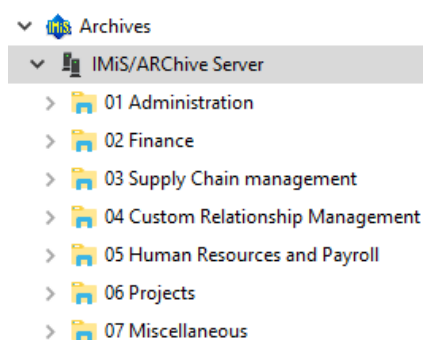 IMiS
Archives
IMiS/ARChive Server
01 Administration
02 Finance
03 Supply Chain management
04 Custom Relationship Management
05 Human Resources and Payroll
06 Projects
07 Miscellaneous